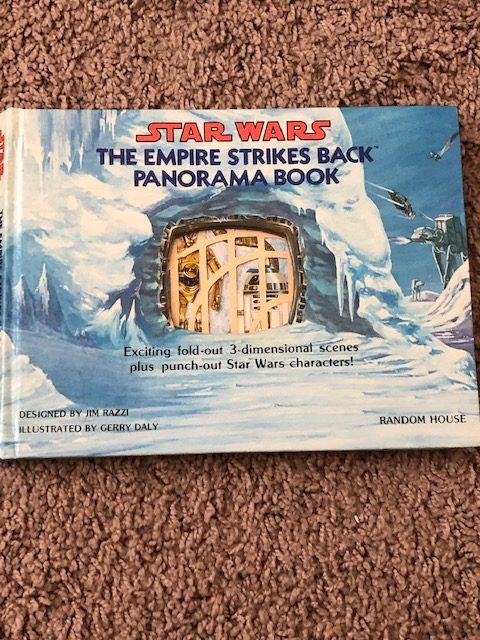 STAR WARS
THE EMPIRE STRIKES BACK™
PANORAMA BOOK
Exciting fold-out 3-dimensional scenes
plus punch-out Star Wars characters!
DESIGNED BY JIM RAZZI
ILLUSTRATED BY GERRY DALY
RANDOM HOUSE